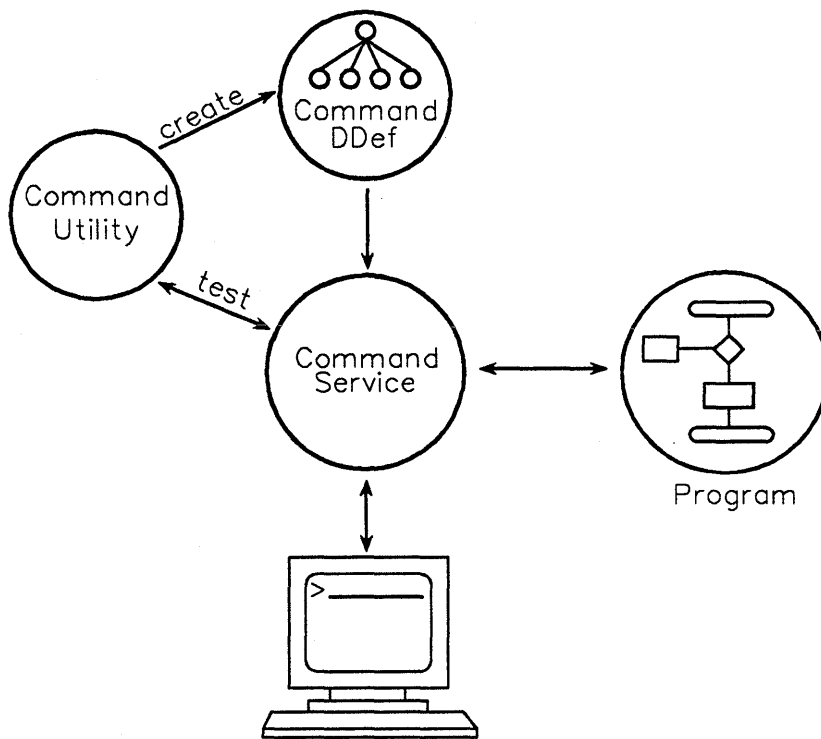 create
Command
DDef
Command
Utility
test
Command
Service
Program
>